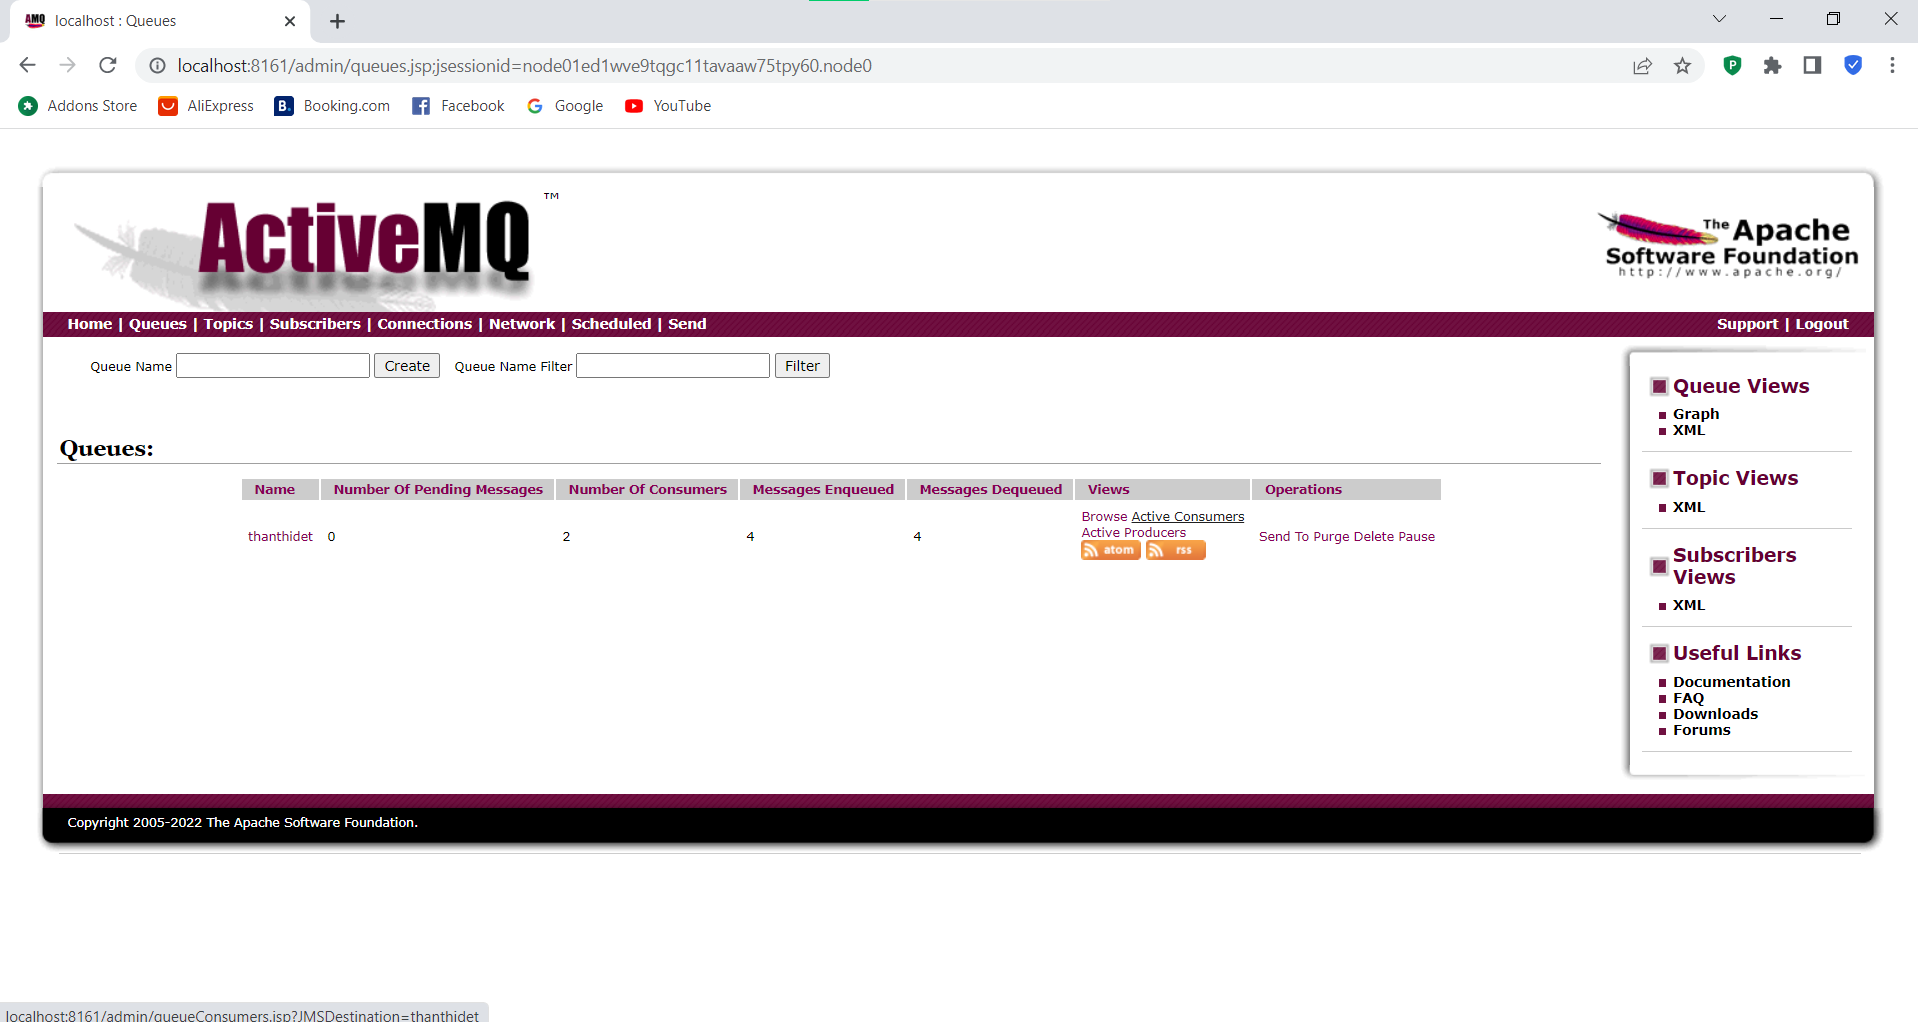 AMQ localhost : Queues
localhost:8161/admin/queues.jsp;jsessionid=node01ed1wve9tqgc11tavaaw75tpy60.node0
Addons Store AliExpress B. Booking.com Facebook Google YouTube
ActiveMQ ™
The Apache
Software Foundation
http://www.apache.org/
Home | Queues | Topics | Subscribers | Connections | Network | Scheduled | Send
Support | Logout
Queue Name Create Queue Name Filter Filter
Queues:
Name Number Of Pending Messages Number Of Consumers Messages Enqueued Messages Dequeued Views Operations
thanthidet 0 2 4 4
Browse Active Consumers
Active Producers
atom rss
Send To Purge Delete Pause
Queue Views
Graph
XML
Topic Views
XML
Subscribers
Views
XML
Useful Links
Documentation
FAQ
Downloads
Forums
Copyright 2005-2022 The Apache Software Foundation.
localhost:8161/admin/queueConsumers.jsp?JMSDestination=thanthidet